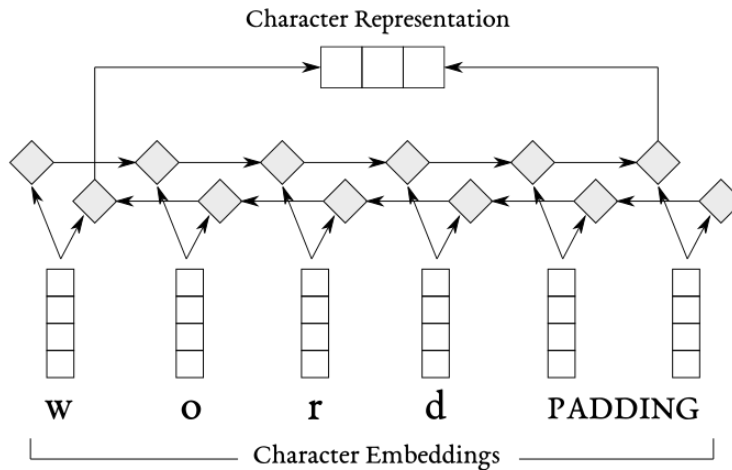 Character Representation
w o r d PADDING
Character Embeddings